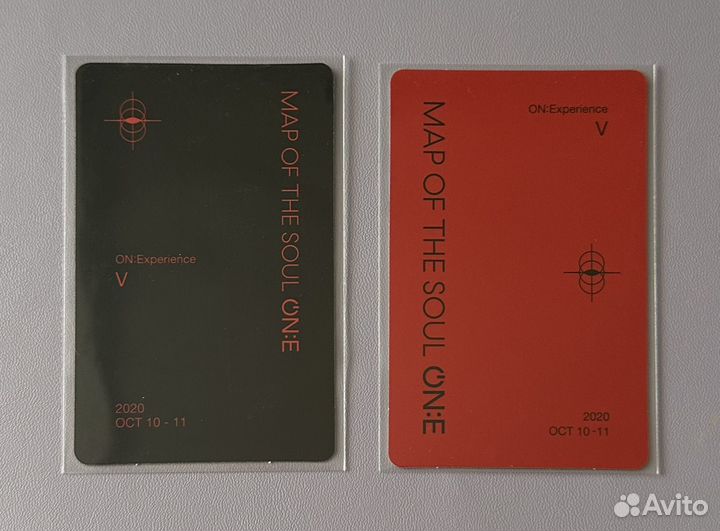 MAP OF THE SOUL ON:E
ON:Experience
V
2020
OCT 10 - 11
MAP OF THE SOUL ON:E
ON:Experience
V
2020
OCT 10 -11
Avito